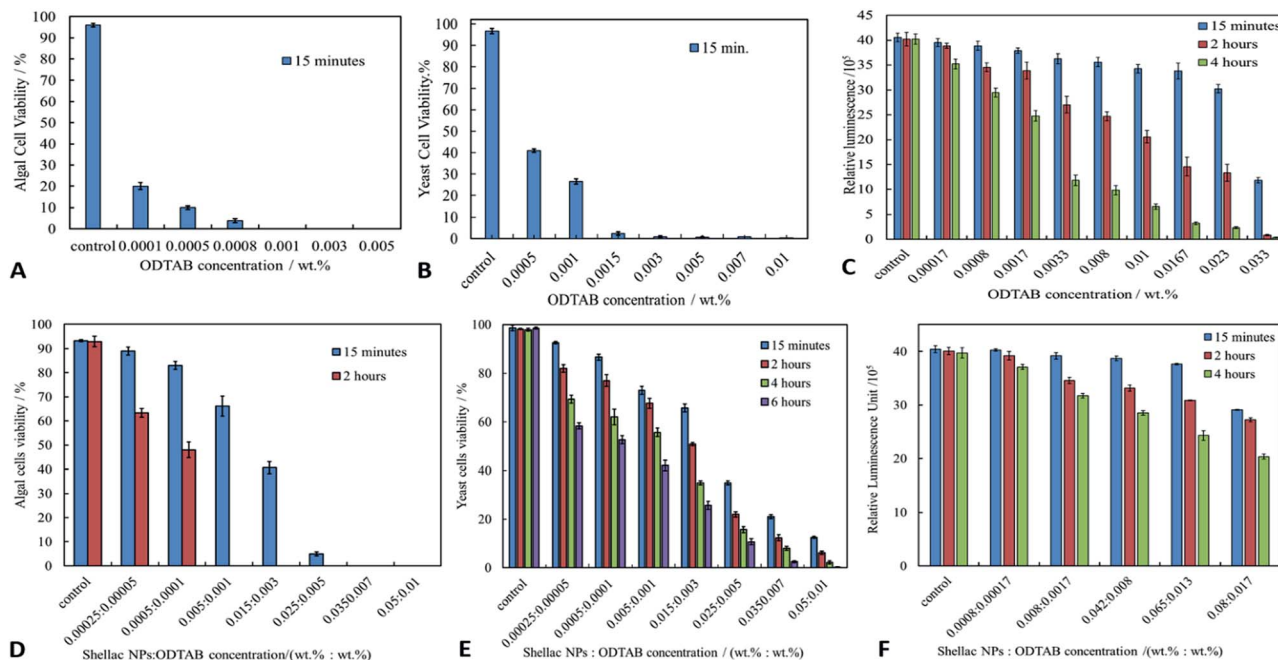 100
90
80
70
60
50
40
30
20
10
0
Algal Cell Viability / %
15 minutes
control 0.0001 0.0005 0.0008 0.001 0.003 0.005
ODTAB concentration / wt.%
A
100
90
80
70
60
50
40
30
20
10
0
Yeast Cell Viability.%
15 min.
control 0.0005 0.001 0.0015 0.003 0.005 0.007 0.01
ODTAB concentration / wt.%
B
45
40
35
30
25
20
15
10
5
0
Relative luminescence /10⁵
15 minutes
2 hours
4 hours
control 0.00017 0.0008 0.0017 0.0033 0.008 0.01 0.0167 0.023 0.033
ODTAB concentration / wt.%
C
100
90
80
70
60
50
40
30
20
10
0
Algal cells viability / %
15 minutes
2 hours
control 0.00025:0.00005 0.0005:0.0001 0.005:0.001 0.015:0.003 0.025:0.005 0.035:0.007 0.05:0.01
Shellac NPs:ODTAB concentration/(wt.% : wt.%)
D
100
80
60
40
20
0
Yeast cells viability / %
15 minutes
2 hours
4 hours
6 hours
control 0.00025:0.00005 0.0005:0.0001 0.005:0.001 0.015:0.003 0.025:0.005 0.035:0.007 0.05:0.01
Shellac NPs : ODTAB concentration / (wt.% : wt.%)
E
40
30
20
10
0
Relative Luminescence Unit /10⁵
15 minutes
2 hours
4 hours
control 0.0008:0.00017 0.008:0.0017 0.042:0.008 0.065:0.013 0.08:0.017
Shellac NPs : ODTAB concentration / (wt.% : wt.%)
F